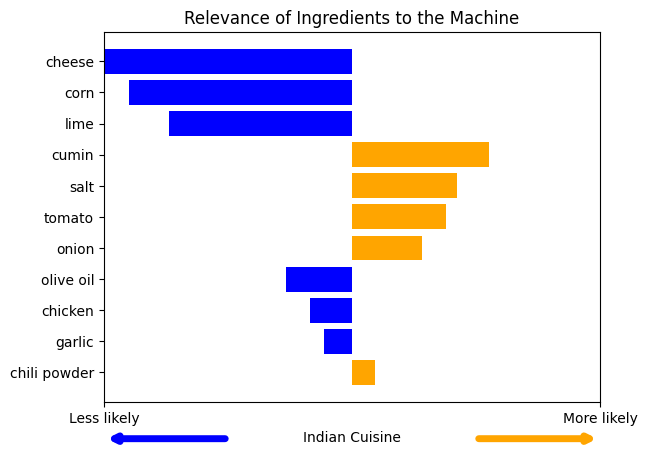 Relevance of Ingredients to the Machine
cheese
corn
lime
cumin
salt
tomato
onion
olive oil
chicken
garlic
chili powder
Less likely
More likely
Indian Cuisine